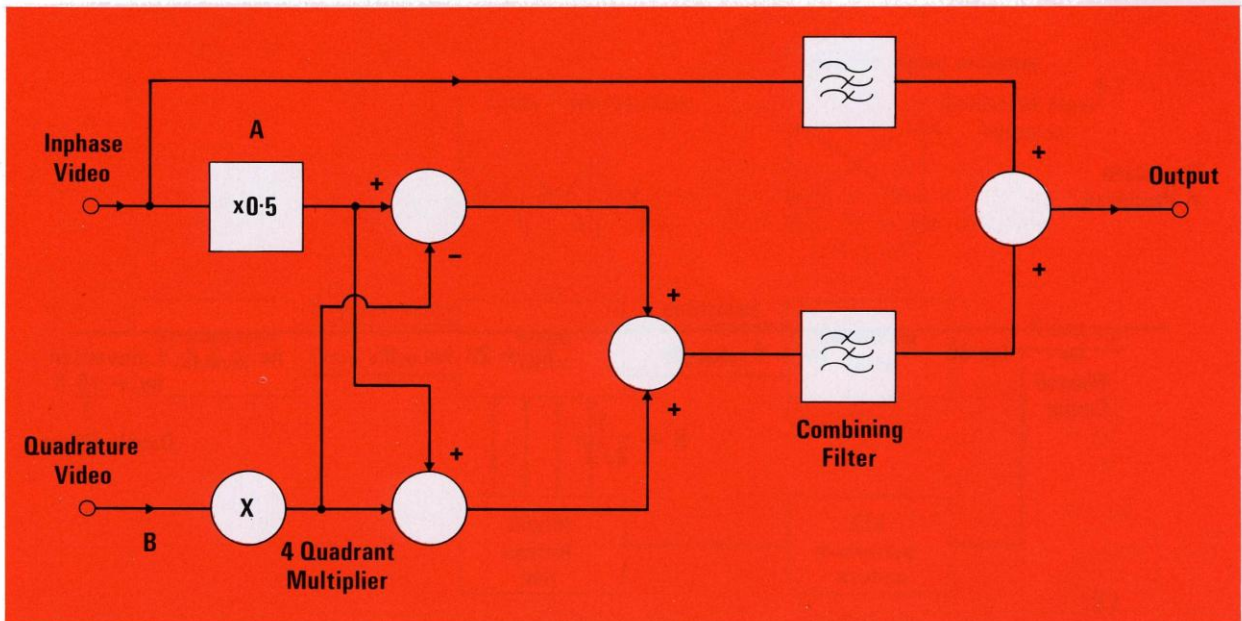 A
Inphase
Video
x0·5
+
−
+
+
+
+
Output
Combining
Filter
Quadrature
Video
B
X
+
4 Quadrant
Multiplier